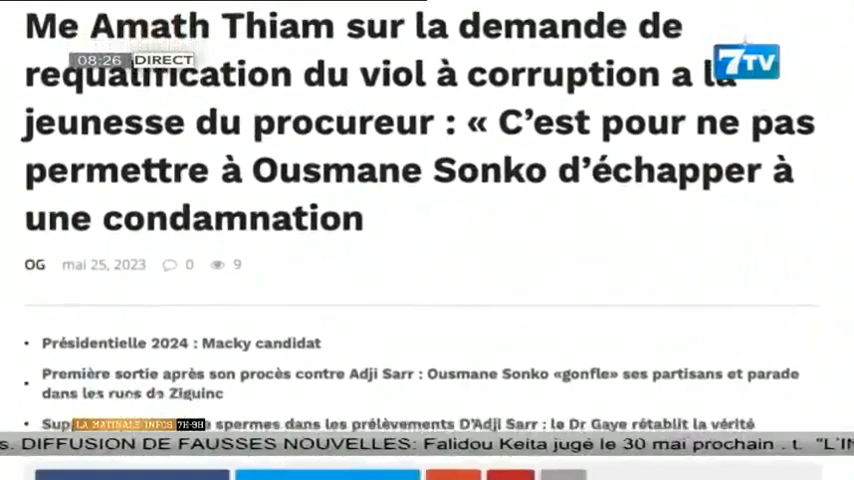 Me Amath Thiam sur la demande de
08:26 DIRECT
7TV
requalification du viol à corruption a la
jeunesse du procureur : « C'est pour ne pas
permettre à Ousmane Sonko d'échapper à
une condamnation
OG mai 25, 2023 0 9
• Présidentielle 2024 : Macky candidat
• Première sortie après son procès contre Adji Sarr : Ousmane Sonko «gonfle» ses partisans et parade
dans les rues de Ziguinc
• Sup
LA MATINALE INFOS 7H-9H
spermes dans les prélèvements D'Adji Sarr : le Dr Gaye rétablit la vérité
s. DIFFUSION DE FAUSSES NOUVELLES: Falidou Keita jugé le 30 mai prochain . t. "L'IN